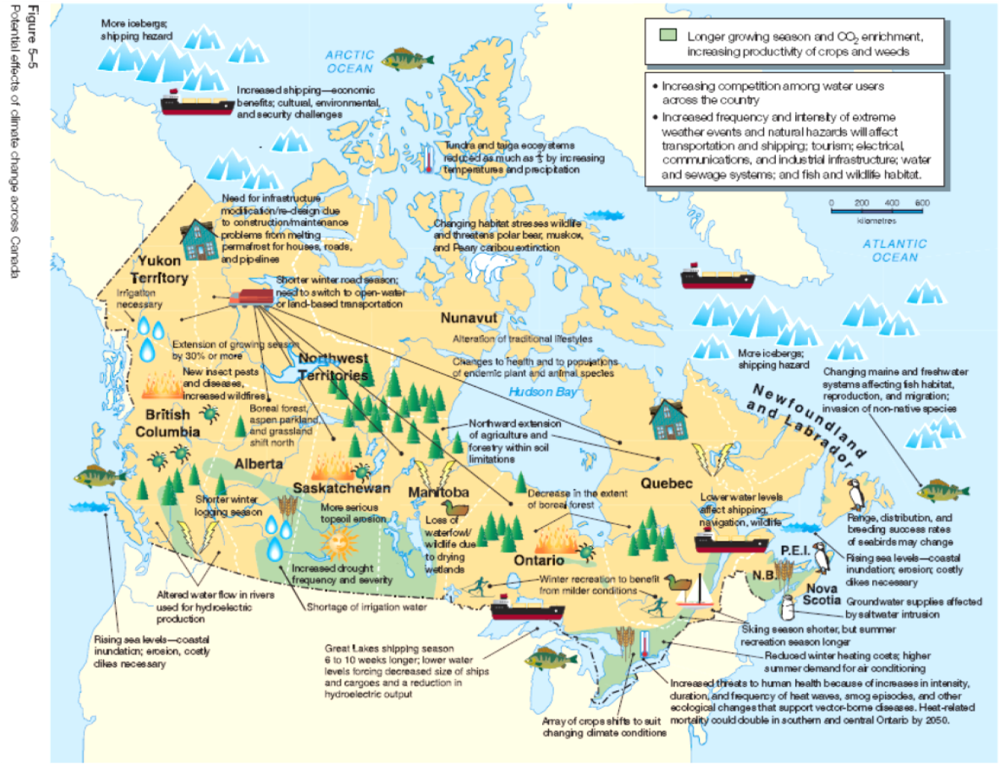 Figure 5–5
Potential effects of climate change across Canada
More icebergs;
shipping hazard
ARCTIC
OCEAN
Longer growing season and CO₂ enrichment,
increasing productivity of crops and weeds
• Increasing competition among water users
across the country
• Increased frequency and intensity of extreme
weather events and natural hazards will affect
transportation and shipping; tourism; electrical,
communications, and industrial infrastructure; water
and sewage systems; and fish and wildlife habitat.
0 200 400 600
kilometres
Increased shipping—economic
benefits; cultural, environmental,
and security challenges
Tundra and taiga ecosystems
reduced as much as by increasing
temperatures and precipitation
Need for infrastructure
modification/re-design due
to construction/maintenance
problems from melting
permafrost for houses, roads,
and pipelines
Changing habitat stresses wildlife
and threatens polar bear, muskox,
and Peary caribou extinction
ATLANTIC
OCEAN
Yukon
Territory
Irrigation
necessary
Shorter winter road season;
need to switch to open-water
or land-based transportation
Nunavut
Alteration of traditional lifestyles
Changes to health and to populations
of endemic plant and animal species
Hudson Bay
Extension of growing season
by 30% or more
Northwest
Territories
New insect pests
and diseases,
increased wildfires
More icebergs;
shipping hazard
Changing marine and freshwater
systems affecting fish habitat,
reproduction, and migration;
invasion of non-native species
Newfoundland
and Labrador
British
Columbia
Boreal forest,
aspen parkland,
and grassland
shift north
Northward extension
of agriculture and
forestry within soil
limitations
Alberta
Saskatchewan
Manitoba
Quebec
Shorter winter
logging season
More serious
topsoil erosion
Loss of
waterfowl/
wildlife due
to drying
wetlands
Decrease in the extent
of boreal forest
Lower water levels
affect shipping,
navigation, wildlife
Range, distribution, and
breeding success rates
of seabirds may change
Ontario
P.E.I.
N.B.
Nova
Scotia
Rising sea levels—coastal
inundation; erosion; costly
dikes necessary
Increased drought
frequency and severity
Winter recreation to benefit
from milder conditions
Altered water flow in rivers
used for hydroelectric
production
Shortage of irrigation water
Groundwater supplies affected
by saltwater intrusion
Skiing season shorter, but summer
recreation season longer
Rising sea levels—coastal
inundation; erosion, costly
dikes necessary
Great Lakes shipping season
6 to 10 weeks longer; lower water
levels forcing decreased size of ships
and cargoes and a reduction in
hydroelectric output
Reduced winter heating costs; higher
summer demand for air conditioning
Increased threats to human health because of increases in intensity,
duration, and frequency of heat waves, smog episodes, and other
ecological changes that support vector-borne diseases. Heat-related
mortality could double in southern and central Ontario by 2050.
Array of crops shifts to suit
changing climate conditions